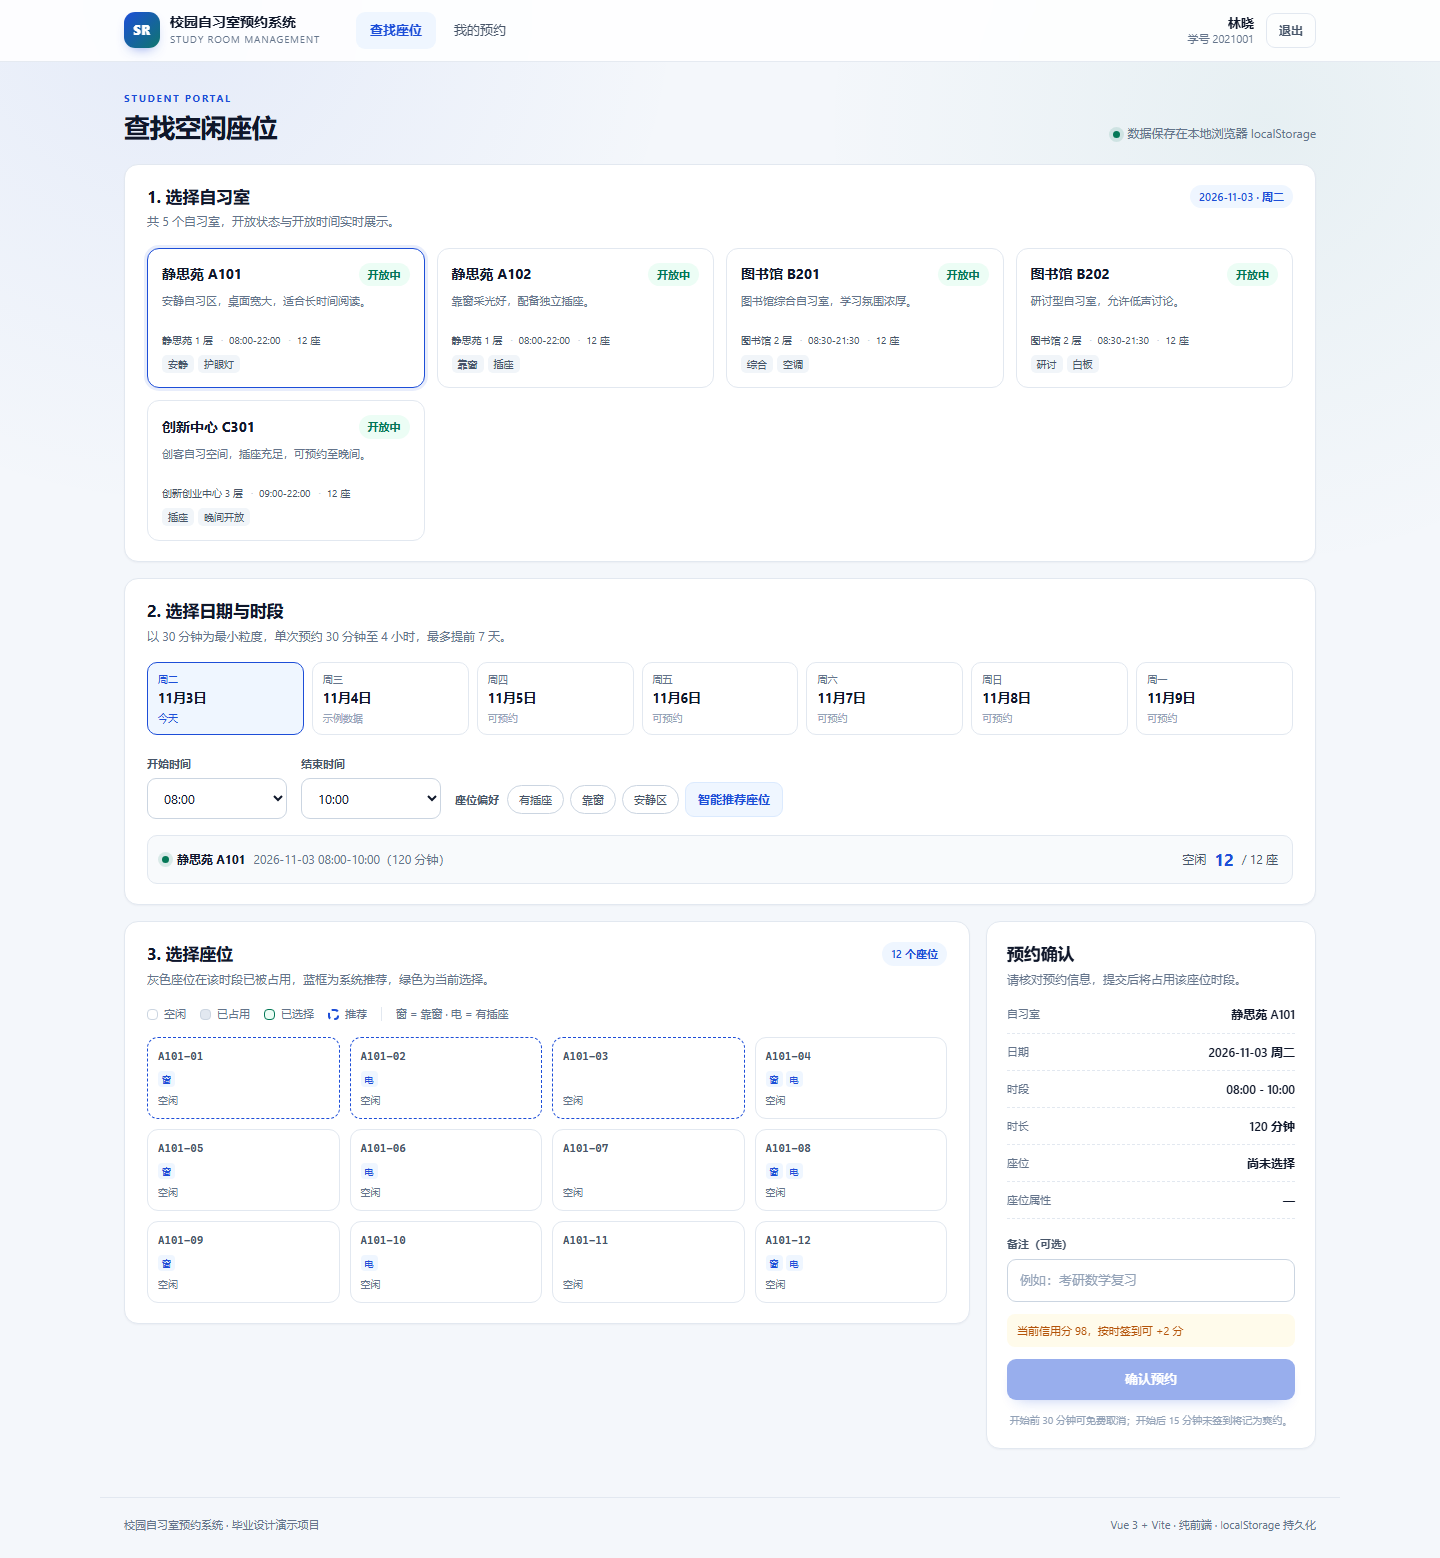 SR
校园自习室预约系统
STUDY ROOM MANAGEMENT
查找座位
我的预约
林晓
学号 2021001
退出
STUDENT PORTAL
查找空闲座位
数据保存在本地浏览器 localStorage
1. 选择自习室
共 5 个自习室，开放状态与开放时间实时展示。
2026-11-03 · 周二
静思苑 A101
开放中
安静自习区，桌面宽大，适合长时间阅读。
静思苑 1 层 · 08:00-22:00 · 12 座
安静 护眼灯
静思苑 A102
开放中
靠窗采光好，配备独立插座。
静思苑 1 层 · 08:00-22:00 · 12 座
靠窗 插座
图书馆 B201
开放中
图书馆综合自习室，学习氛围浓厚。
图书馆 2 层 · 08:30-21:30 · 12 座
综合 空调
图书馆 B202
开放中
研讨型自习室，允许低声讨论。
图书馆 2 层 · 08:30-21:30 · 12 座
研讨 白板
创新中心 C301
开放中
创客自习空间，插座充足，可预约至晚间。
创新创业中心 3 层 · 09:00-22:00 · 12 座
插座 晚间开放
2. 选择日期与时段
以 30 分钟为最小粒度，单次预约 30 分钟至 4 小时，最多提前 7 天。
周二
11月3日
今天
周三
11月4日
示例数据
周四
11月5日
可预约
周五
11月6日
可预约
周六
11月7日
可预约
周日
11月8日
可预约
周一
11月9日
可预约
开始时间
08:00
结束时间
10:00
座位偏好
有插座
靠窗
安静区
智能推荐座位
静思苑 A101 2026-11-03 08:00-10:00（120 分钟）
空闲 12 / 12 座
3. 选择座位
灰色座位在该时段已被占用，蓝框为系统推荐，绿色为当前选择。
12 个座位
空闲 已占用 已选择 推荐 窗 = 靠窗 · 电 = 有插座
A101-01
窗
空闲
A101-02
电
空闲
A101-03
空闲
A101-04
窗 电
空闲
A101-05
窗
空闲
A101-06
电
空闲
A101-07
空闲
A101-08
窗 电
空闲
A101-09
窗
空闲
A101-10
电
空闲
A101-11
空闲
A101-12
窗 电
空闲
预约确认
请核对预约信息，提交后将占用该座位时段。
自习室 静思苑 A101
日期 2026-11-03 周二
时段 08:00 - 10:00
时长 120 分钟
座位 尚未选择
座位属性 —
备注（可选）
例如：考研数学复习
当前信用分 98，按时签到可 +2 分
确认预约
开始前 30 分钟可免费取消；开始后 15 分钟未签到将记为爽约。
校园自习室预约系统 · 毕业设计演示项目
Vue 3 + Vite · 纯前端 · localStorage 持久化